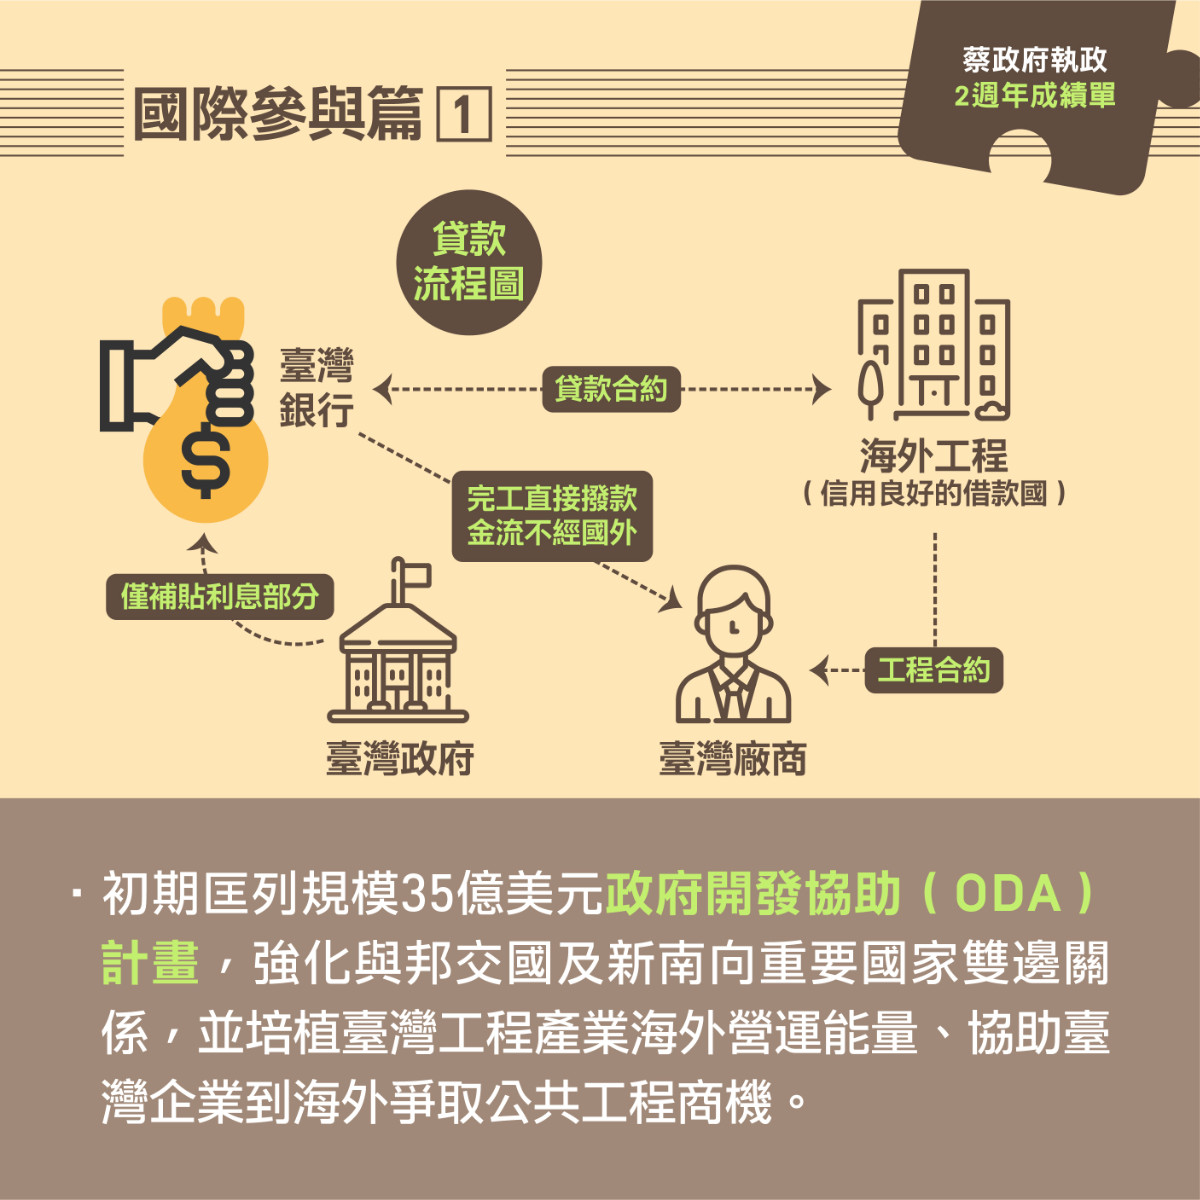 蔡政府執政
2週年成績單
國際參與篇 1
貸款
流程圖
臺灣
銀行
貸款合約
海外工程
(信用良好的借款國)
完工直接撥款
金流不經國外
僅補貼利息部分
$
工程合約
臺灣政府
臺灣廠商
·初期匡列規模35億美元政府開發協助(ODA)
計畫,強化與邦交國及新南向重要國家雙邊關
係,並培植臺灣工程產業海外營運能量、協助臺
灣企業到海外爭取公共工程商機。